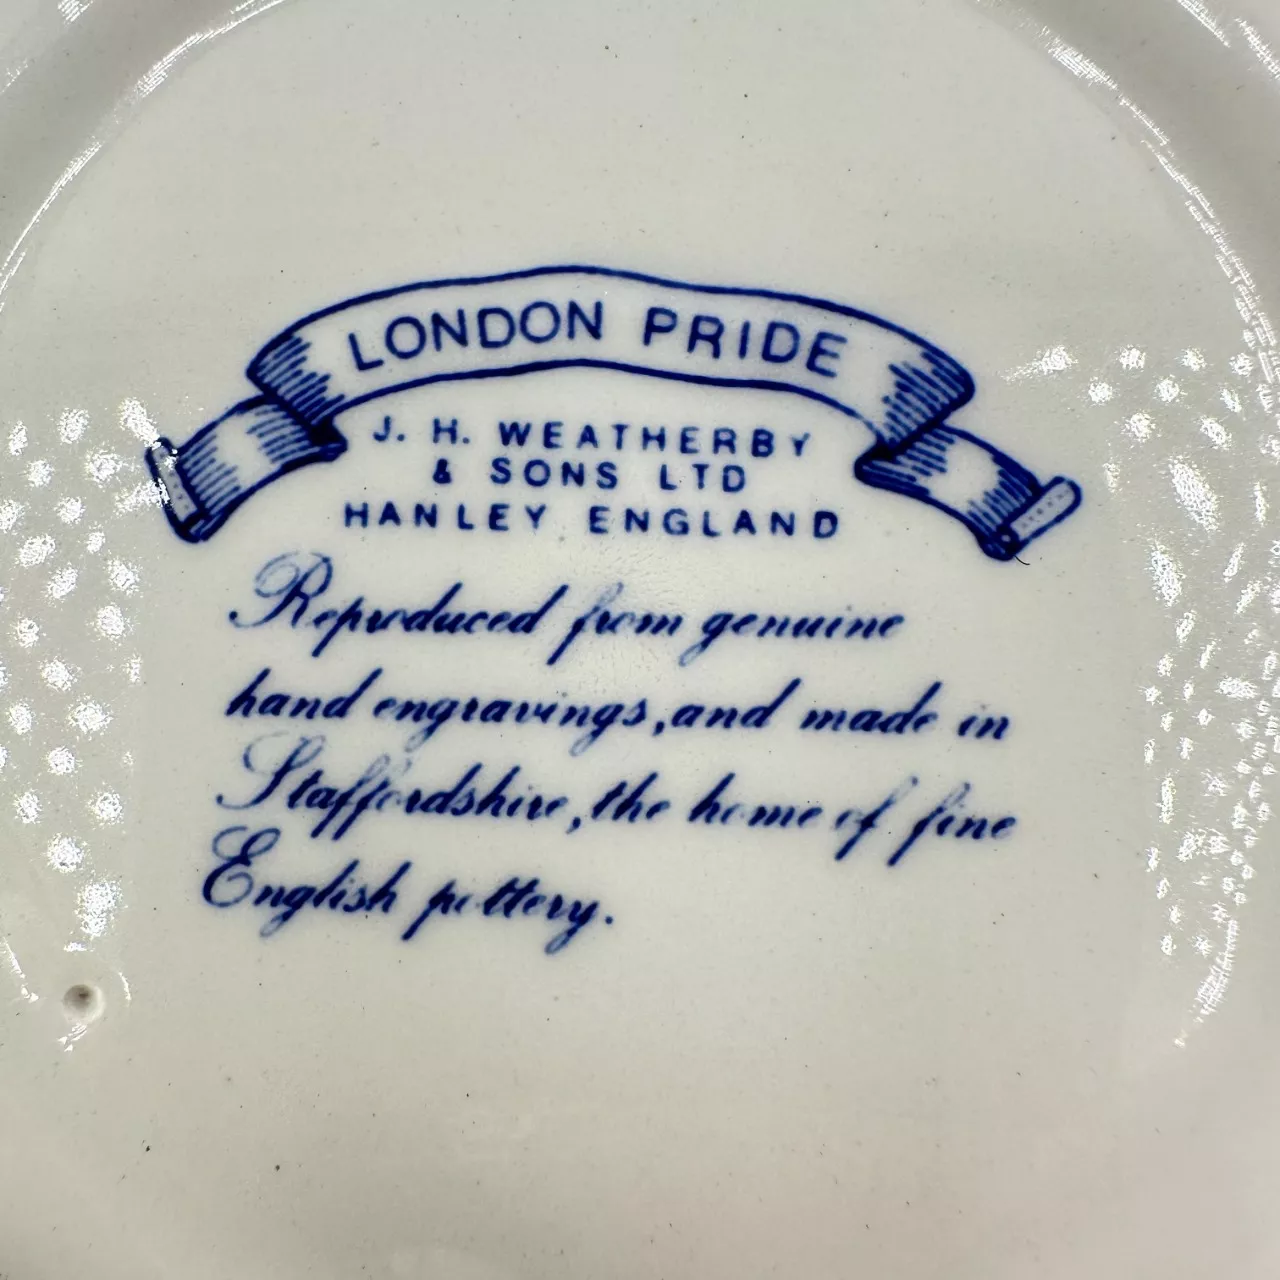 LONDON PRIDE
J. H. WEATHERBY
& SONS LTD
HANLEY ENGLAND
Reproduced from genuine
hand engravings, and made in
Staffordshire, the home of fine
English pottery.